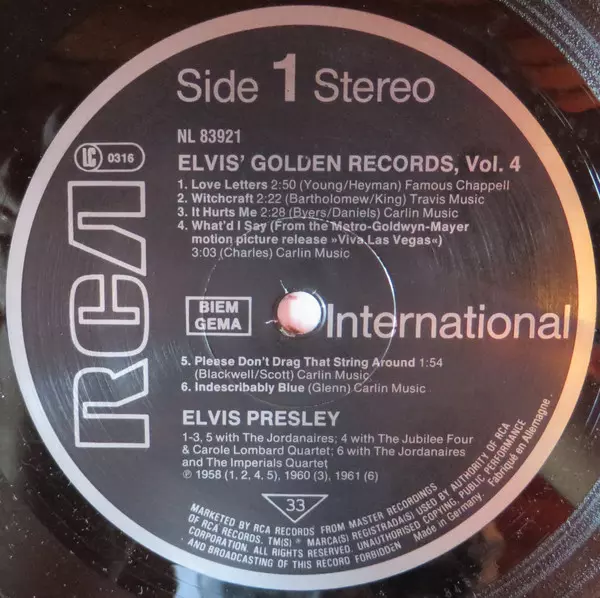 Side 1 Stereo
NL 83921
LC 0316
ELVIS' GOLDEN RECORDS, Vol. 4
1. Love Letters 2:50 (Young/Heyman) Famous Chappell
2. Witchcraft 2:22 (Bartholomew/King) Travis Music
3. It Hurts Me 2:28 (Byers/Daniels) Carlin Music
4. What'd I Say (From the Metro-Goldwyn-Mayer
motion picture release »Viva Las Vegas«)
3:03 (Charles) Carlin Music
RCA
BIEM
GEMA
International
5. Please Don't Drag That String Around 1:54
(Blackwell/Scott) Carlin Music
6. Indescribably Blue (Glenn) Carlin Music
ELVIS PRESLEY
1-3, 5 with The Jordanaires; 4 with The Jubilee Four
& Carole Lombard Quartet; 6 with The Jordanaires
and The Imperials Quartet
℗ 1958 (1, 2, 4, 5), 1960 (3), 1961 (6)
33
MARKETED BY RCA RECORDS FROM MASTER RECORDINGS
OF RCA RECORDS. TM(S) ® MARCA(S) REGISTRADA(S) USED BY AUTHORITY OF RCA
CORPORATION. ALL RIGHTS RESERVED. UNAUTHORISED COPYING, PUBLIC PERFORMANCE
AND BROADCASTING OF THIS RECORD FORBIDDEN
Made in Germany.
Fabriqué en Allemagne.